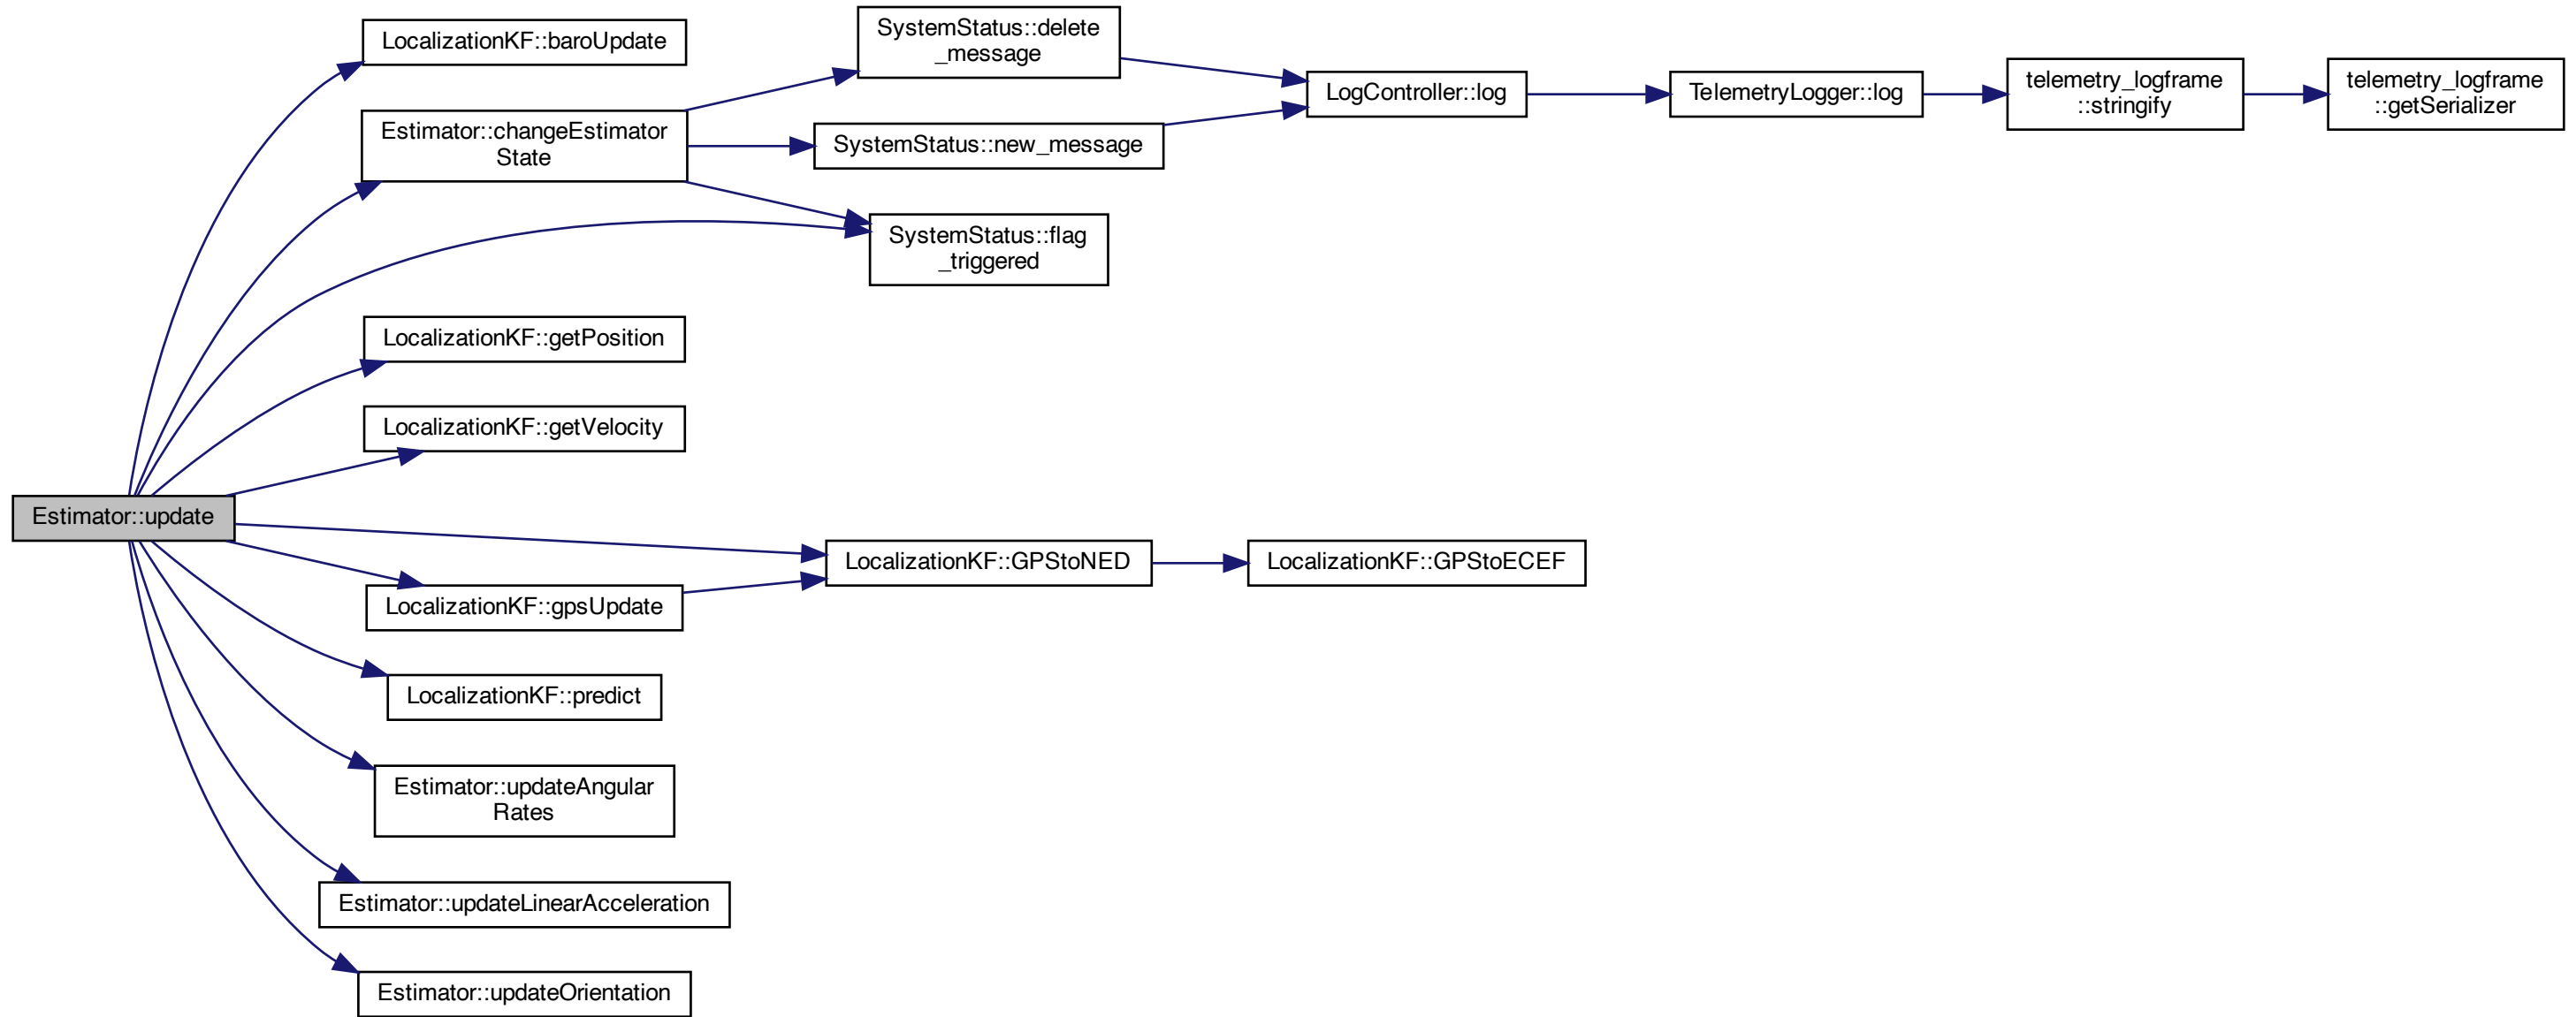 LocalizationKF::baroUpdate
SystemStatus::delete
_message
telemetry_logframe
::stringify
telemetry_logframe
::getSerializer
LogController::log
TelemetryLogger::log
Estimator::changeEstimator
State
SystemStatus::new_message
SystemStatus::flag
_triggered
LocalizationKF::getPosition
LocalizationKF::getVelocity
Estimator::update
LocalizationKF::GPStoNED
LocalizationKF::GPStoECEF
LocalizationKF::gpsUpdate
LocalizationKF::predict
Estimator::updateAngular
Rates
Estimator::updateLinearAcceleration
Estimator::updateOrientation